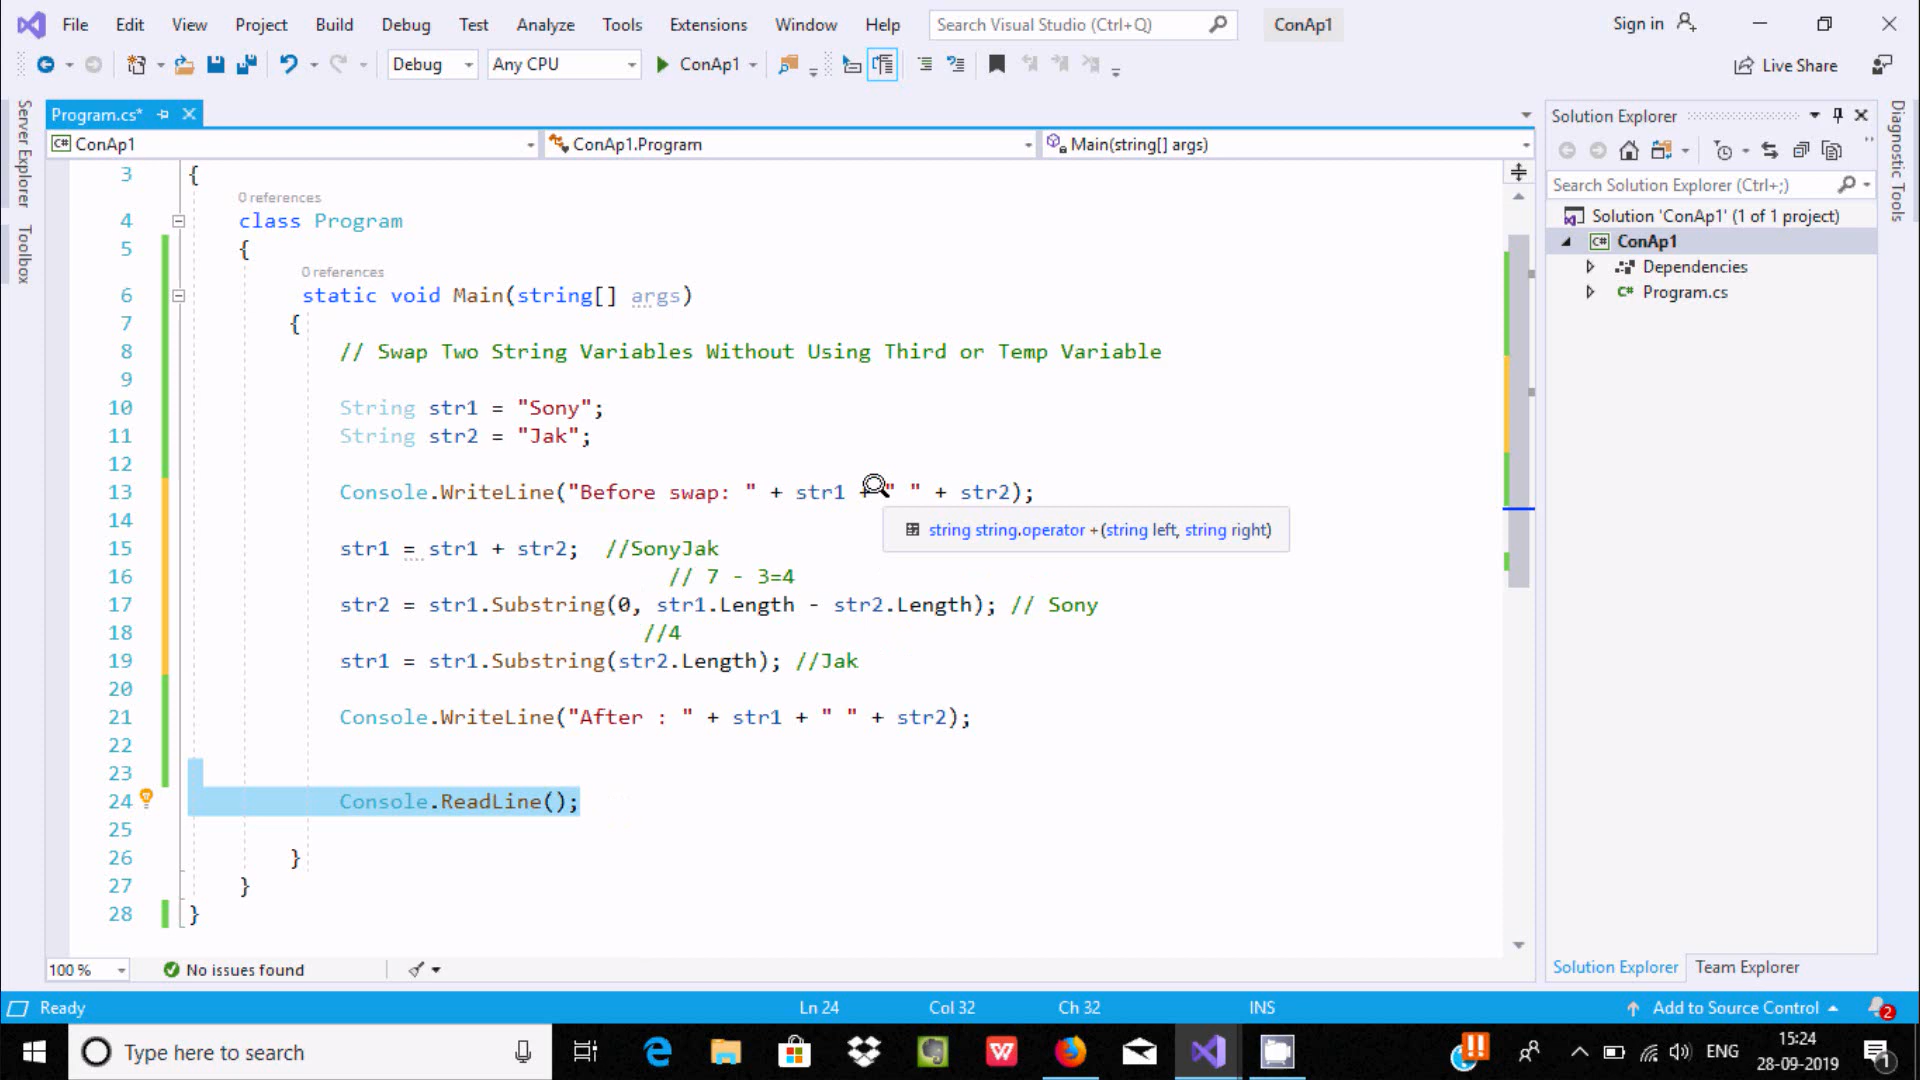 File Edit View Project Build Debug Test Analyze Tools Extensions Window Help Search Visual Studio (Ctrl+Q) ConAp1 Sign in
Debug Any CPU ConAp1 Live Share
Server Explorer
Toolbox
Program.cs*
C# ConAp1 ConAp1.Program Main(string[] args)
3 {
0 references
4 class Program
5 {
0 references
6 static void Main(string[] args)
7 {
8 // Swap Two String Variables Without Using Third or Temp Variable
9
10 String str1 = "Sony";
11 String str2 = "Jak";
12
13 Console.WriteLine("Before swap: " + str1 + " " + str2);
string string.operator +(string left, string right)
14
15 str1 = str1 + str2; //SonyJak
16 // 7 - 3=4
17 str2 = str1.Substring(0, str1.Length - str2.Length); // Sony
18 //4
19 str1 = str1.Substring(str2.Length); //Jak
20
21 Console.WriteLine("After : " + str1 + " " + str2);
22
23
24 Console.ReadLine();
25
26 }
27 }
28 }
100 % No issues found
Solution Explorer
Search Solution Explorer (Ctrl+;)
Solution 'ConAp1' (1 of 1 project)
C# ConAp1
Dependencies
C# Program.cs
Solution Explorer Team Explorer
Diagnostic Tools
Ready Ln 24 Col 32 Ch 32 INS Add to Source Control 2
Type here to search ENG 15:24
28-09-2019 1